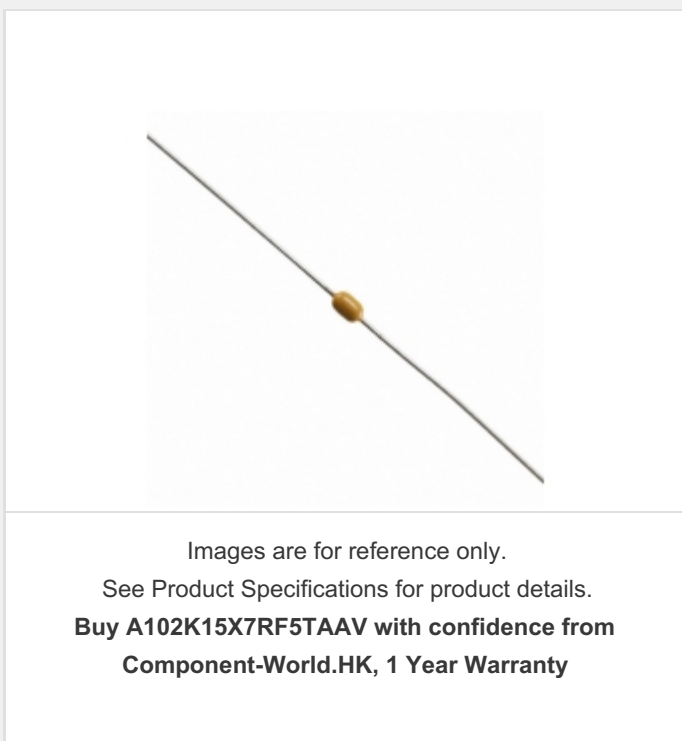 Images are for reference only.
See Product Specifications for product details.
Buy A102K15X7RF5TAAV with confidence from
Component-World.HK, 1 Year Warranty